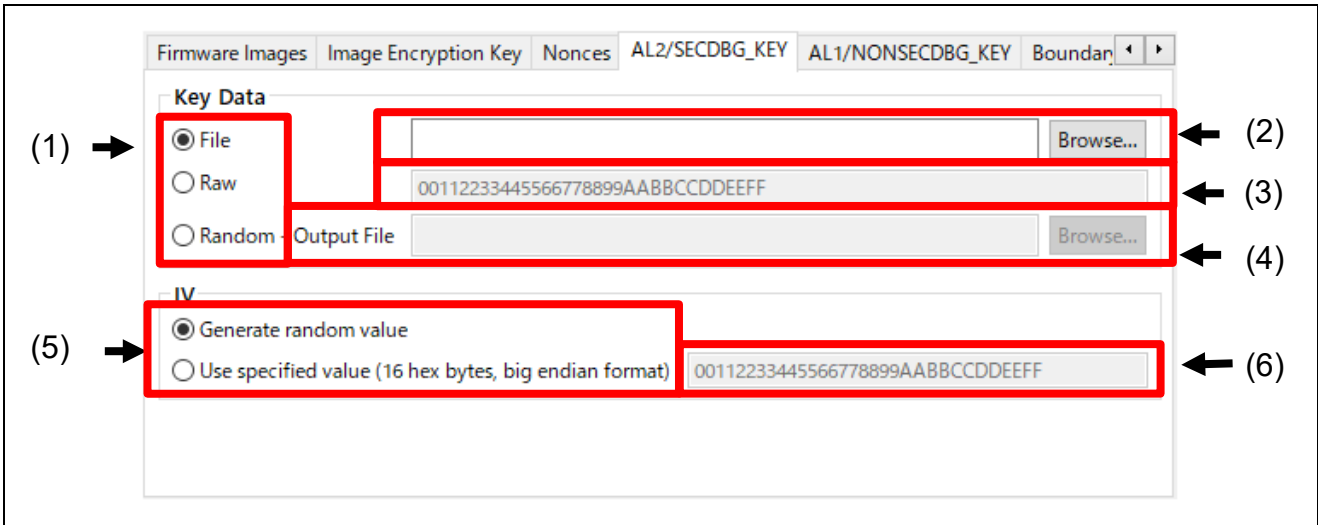 Firmware Images Image Encryption Key Nonces AL2/SECDBG_KEY AL1/NONSECDBG_KEY Boundary
Key Data
(1) File Browse... (2)
Raw 00112233445566778899AABBCCDDEEFF (3)
Random - Output File Browse... (4)
IV
(5) Generate random value
Use specified value (16 hex bytes, big endian format) 00112233445566778899AABBCCDDEEFF (6)